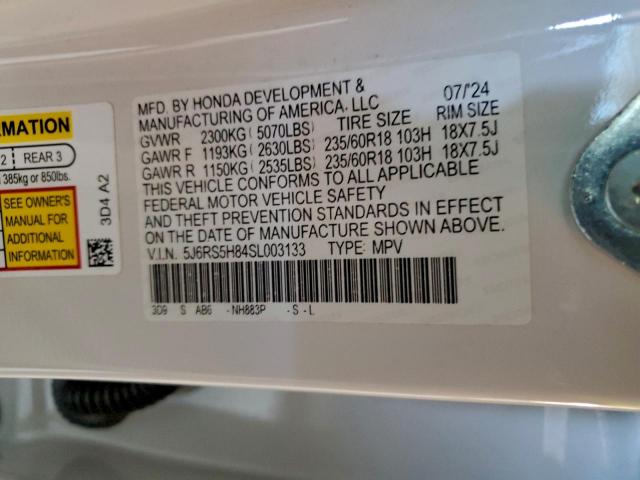 RMATION
2 REAR 3
385kg or 850lbs.
SEE OWNER'S
MANUAL FOR
ADDITIONAL
INFORMATION
3D4 A2
MFD. BY HONDA DEVELOPMENT & 07/'24
MANUFACTURING OF AMERICA, LLC
TIRE SIZE RIM SIZE
GVWR 2300KG (5070LBS)
GAWR F 1193KG (2630LBS) 235/60R18 103H 18X7.5J
GAWR R 1150KG (2535LBS) 235/60R18 103H 18X7.5J
THIS VEHICLE CONFORMS TO ALL APPLICABLE
FEDERAL MOTOR VEHICLE SAFETY
AND THEFT PREVENTION STANDARDS IN EFFECT
ON THE DATE OF MANUFACTURE SHOWN ABOVE.
V.I.N. 5J6RS5H84SL003133 TYPE: MPV
3D9 S AB6 -NH883P -S-L